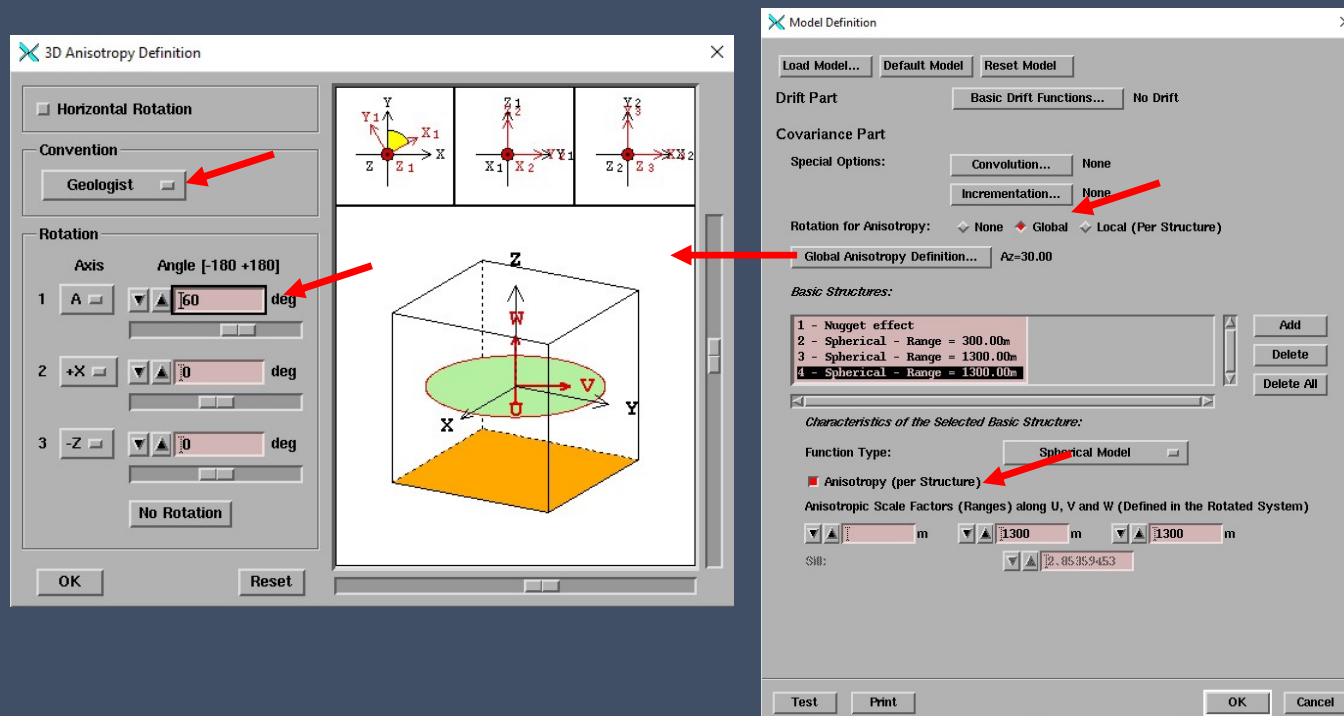 3D Anisotropy Definition
Horizontal Rotation
Convention
Geologist
Rotation
Axis Angle [-180 +180]
1 A 60 deg
2 +X 0 deg
3 -Z 0 deg
No Rotation
OK Reset
Y
Y1
X1
X
Z Z1
Z1
Z2
Y1
X1 X2
Y2
Y3
X2
Z2 Z3
Z
W
V
U
X
Y
Model Definition
Load Model... Default Model Reset Model
Drift Part Basic Drift Functions... No Drift
Covariance Part
Special Options: Convolution... None
Incrementation... None
Rotation for Anisotropy: None Global Local (Per Structure)
Global Anisotropy Definition... Az=30.00
Basic Structures:
1 - Nugget effect
2 - Spherical - Range = 300.00m
3 - Spherical - Range = 1300.00m
4 - Spherical - Range = 1300.00m
Add
Delete
Delete All
Characteristics of the Selected Basic Structure:
Function Type: Spherical Model
Anisotropy (per Structure)
Anisotropic Scale Factors (Ranges) along U, V and W (Defined in the Rotated System)
m 1300 m 1300 m
Sill: 2.85359453
Test Print OK Cancel